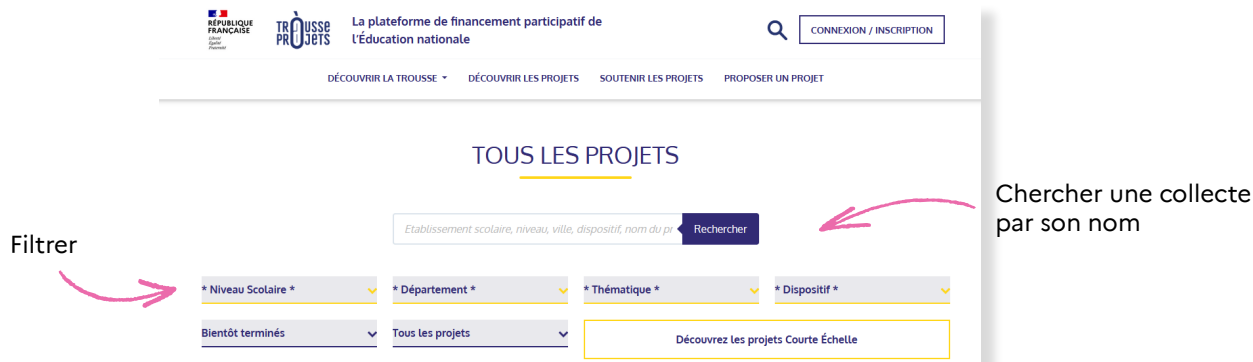 RÉPUBLIQUE
FRANÇAISE
Liberté
Égalité
Fraternité
TRÒUSSE
PROJETS
La plateforme de financement participatif de
l'Éducation nationale
CONNEXION / INSCRIPTION
DÉCOUVRIR LA TROUSSE DÉCOUVRIR LES PROJETS SOUTENIR LES PROJETS PROPOSER UN PROJET
TOUS LES PROJETS
Chercher une collecte
par son nom
Etablissement scolaire, niveau, ville, dispositif, nom du pr Rechercher
Filtrer
* Niveau Scolaire * * Département * * Thématique * * Dispositif *
Bientôt terminés Tous les projets Découvrez les projets Courte Échelle